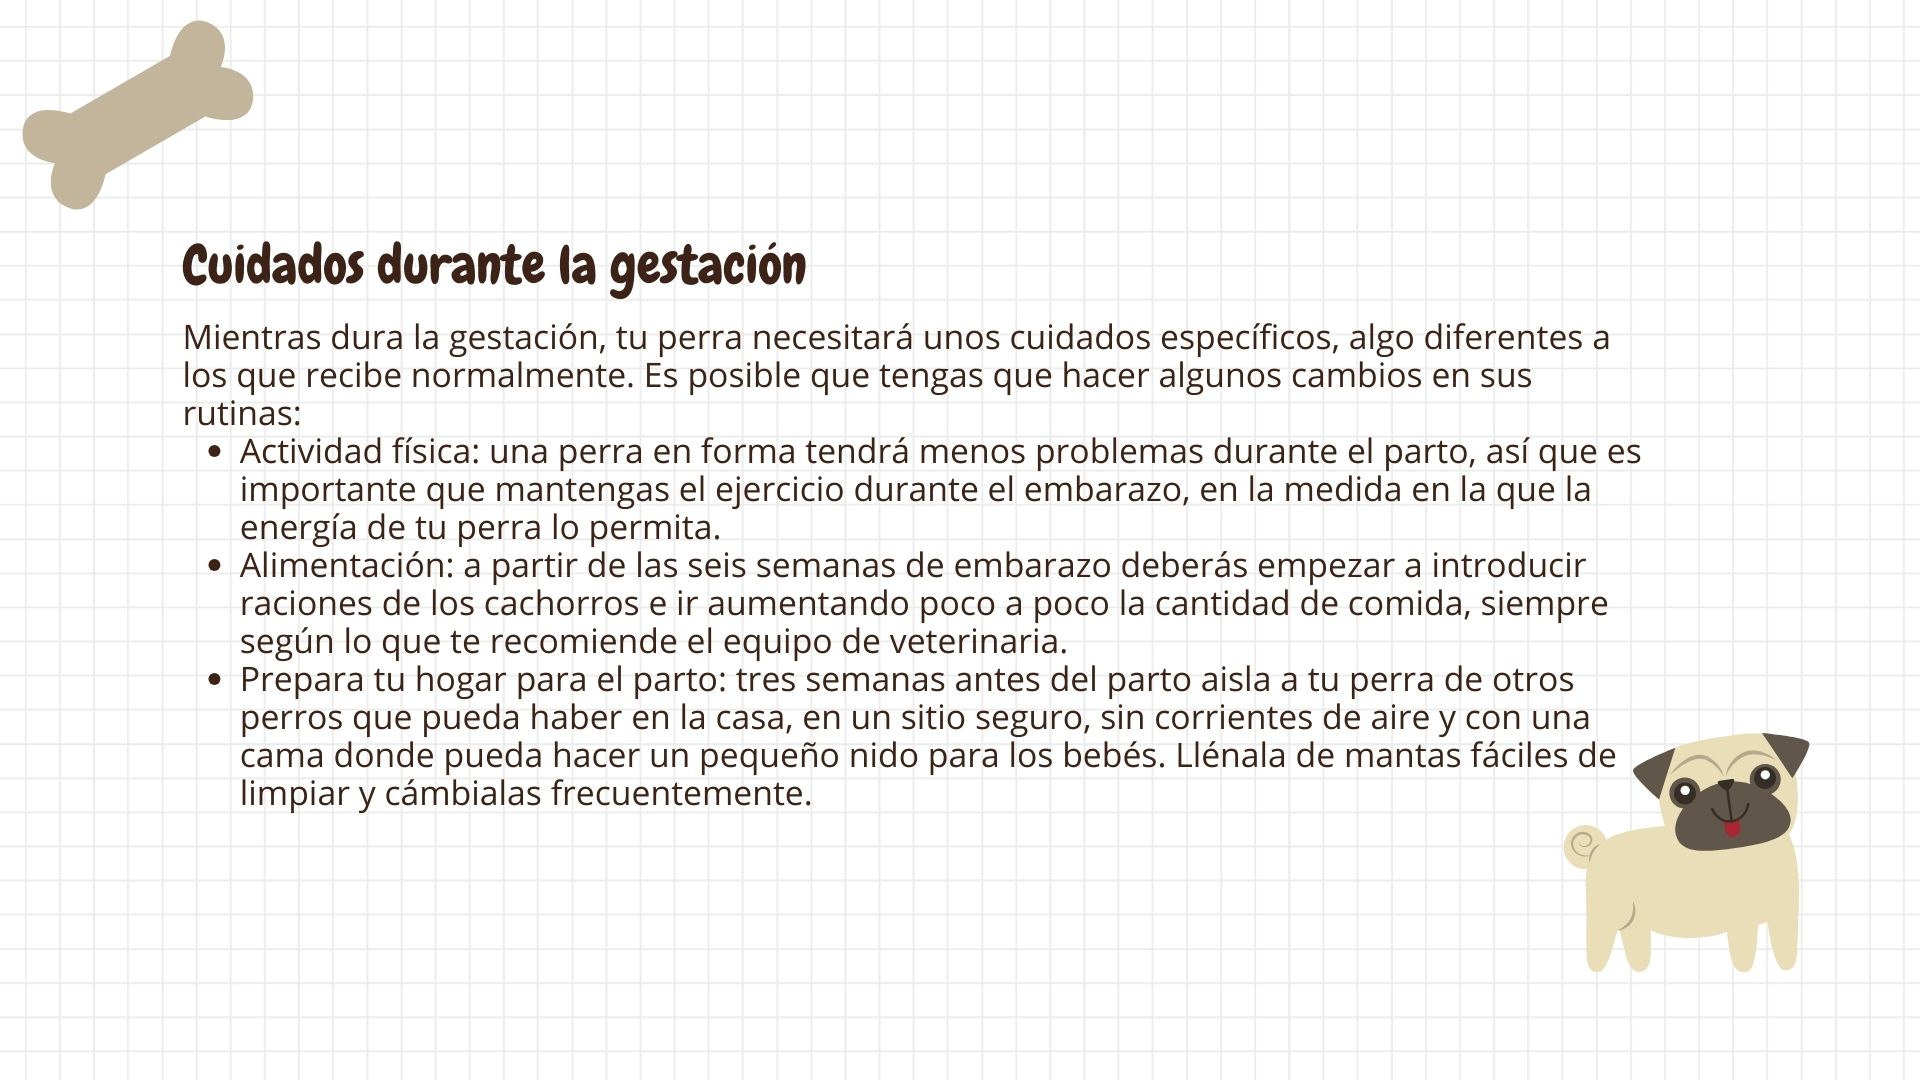 Cuidados durante la gestación
Mientras dura la gestación, tu perra necesitará unos cuidados específicos, algo diferentes a
los que recibe normalmente. Es posible que tengas que hacer algunos cambios en sus
rutinas:
• Actividad física: una perra en forma tendrá menos problemas durante el parto, así que es
importante que mantengas el ejercicio durante el embarazo, en la medida en la que la
energía de tu perra lo permita.
• Alimentación: a partir de las seis semanas de embarazo deberás empezar a introducir
raciones de los cachorros e ir aumentando poco a poco la cantidad de comida, siempre
según lo que te recomiende el equipo de veterinaria.
• Prepara tu hogar para el parto: tres semanas antes del parto aisla a tu perra de otros
perros que pueda haber en la casa, en un sitio seguro, sin corrientes de aire y con una
cama donde pueda hacer un pequeño nido para los bebés. Llénala de mantas fáciles de
limpiar y cámbialas frecuentemente.